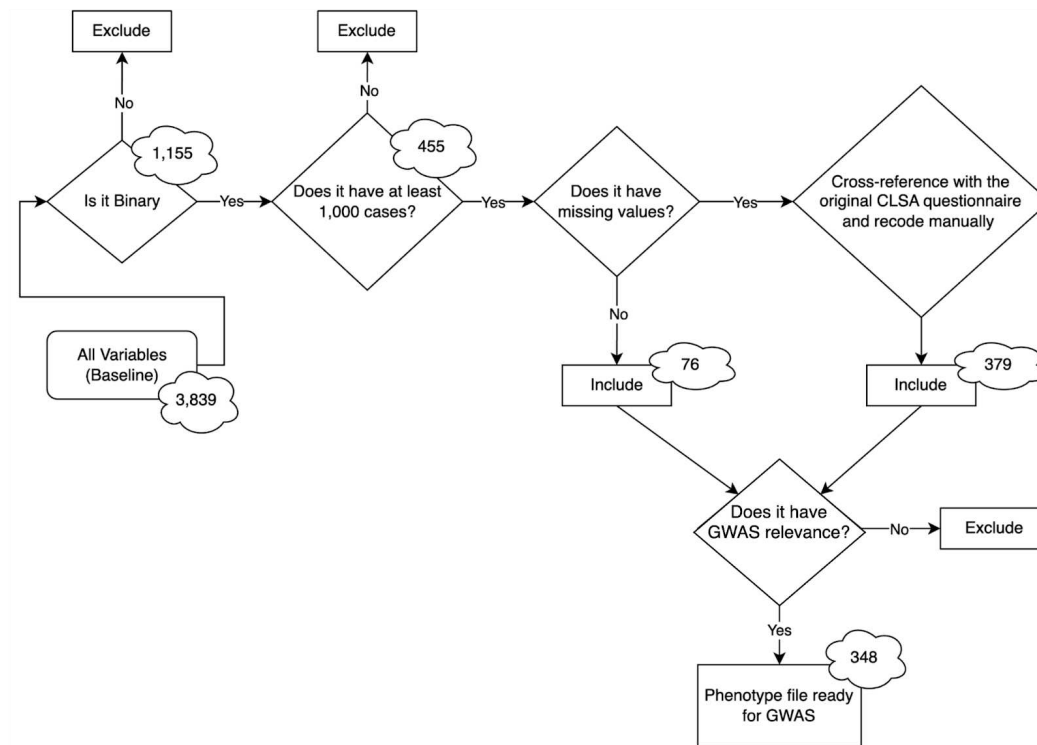 Exclude
Exclude
No
No
1,155
455
Is it Binary
Yes
Does it have at least
1,000 cases?
Yes
Does it have
missing values?
Yes
Cross-reference with the
original CLSA questionnaire
and recode manually
No
All Variables
(Baseline)
3,839
Include
76
Include
379
Does it have
GWAS relevance?
No
Exclude
Yes
348
Phenotype file ready
for GWAS